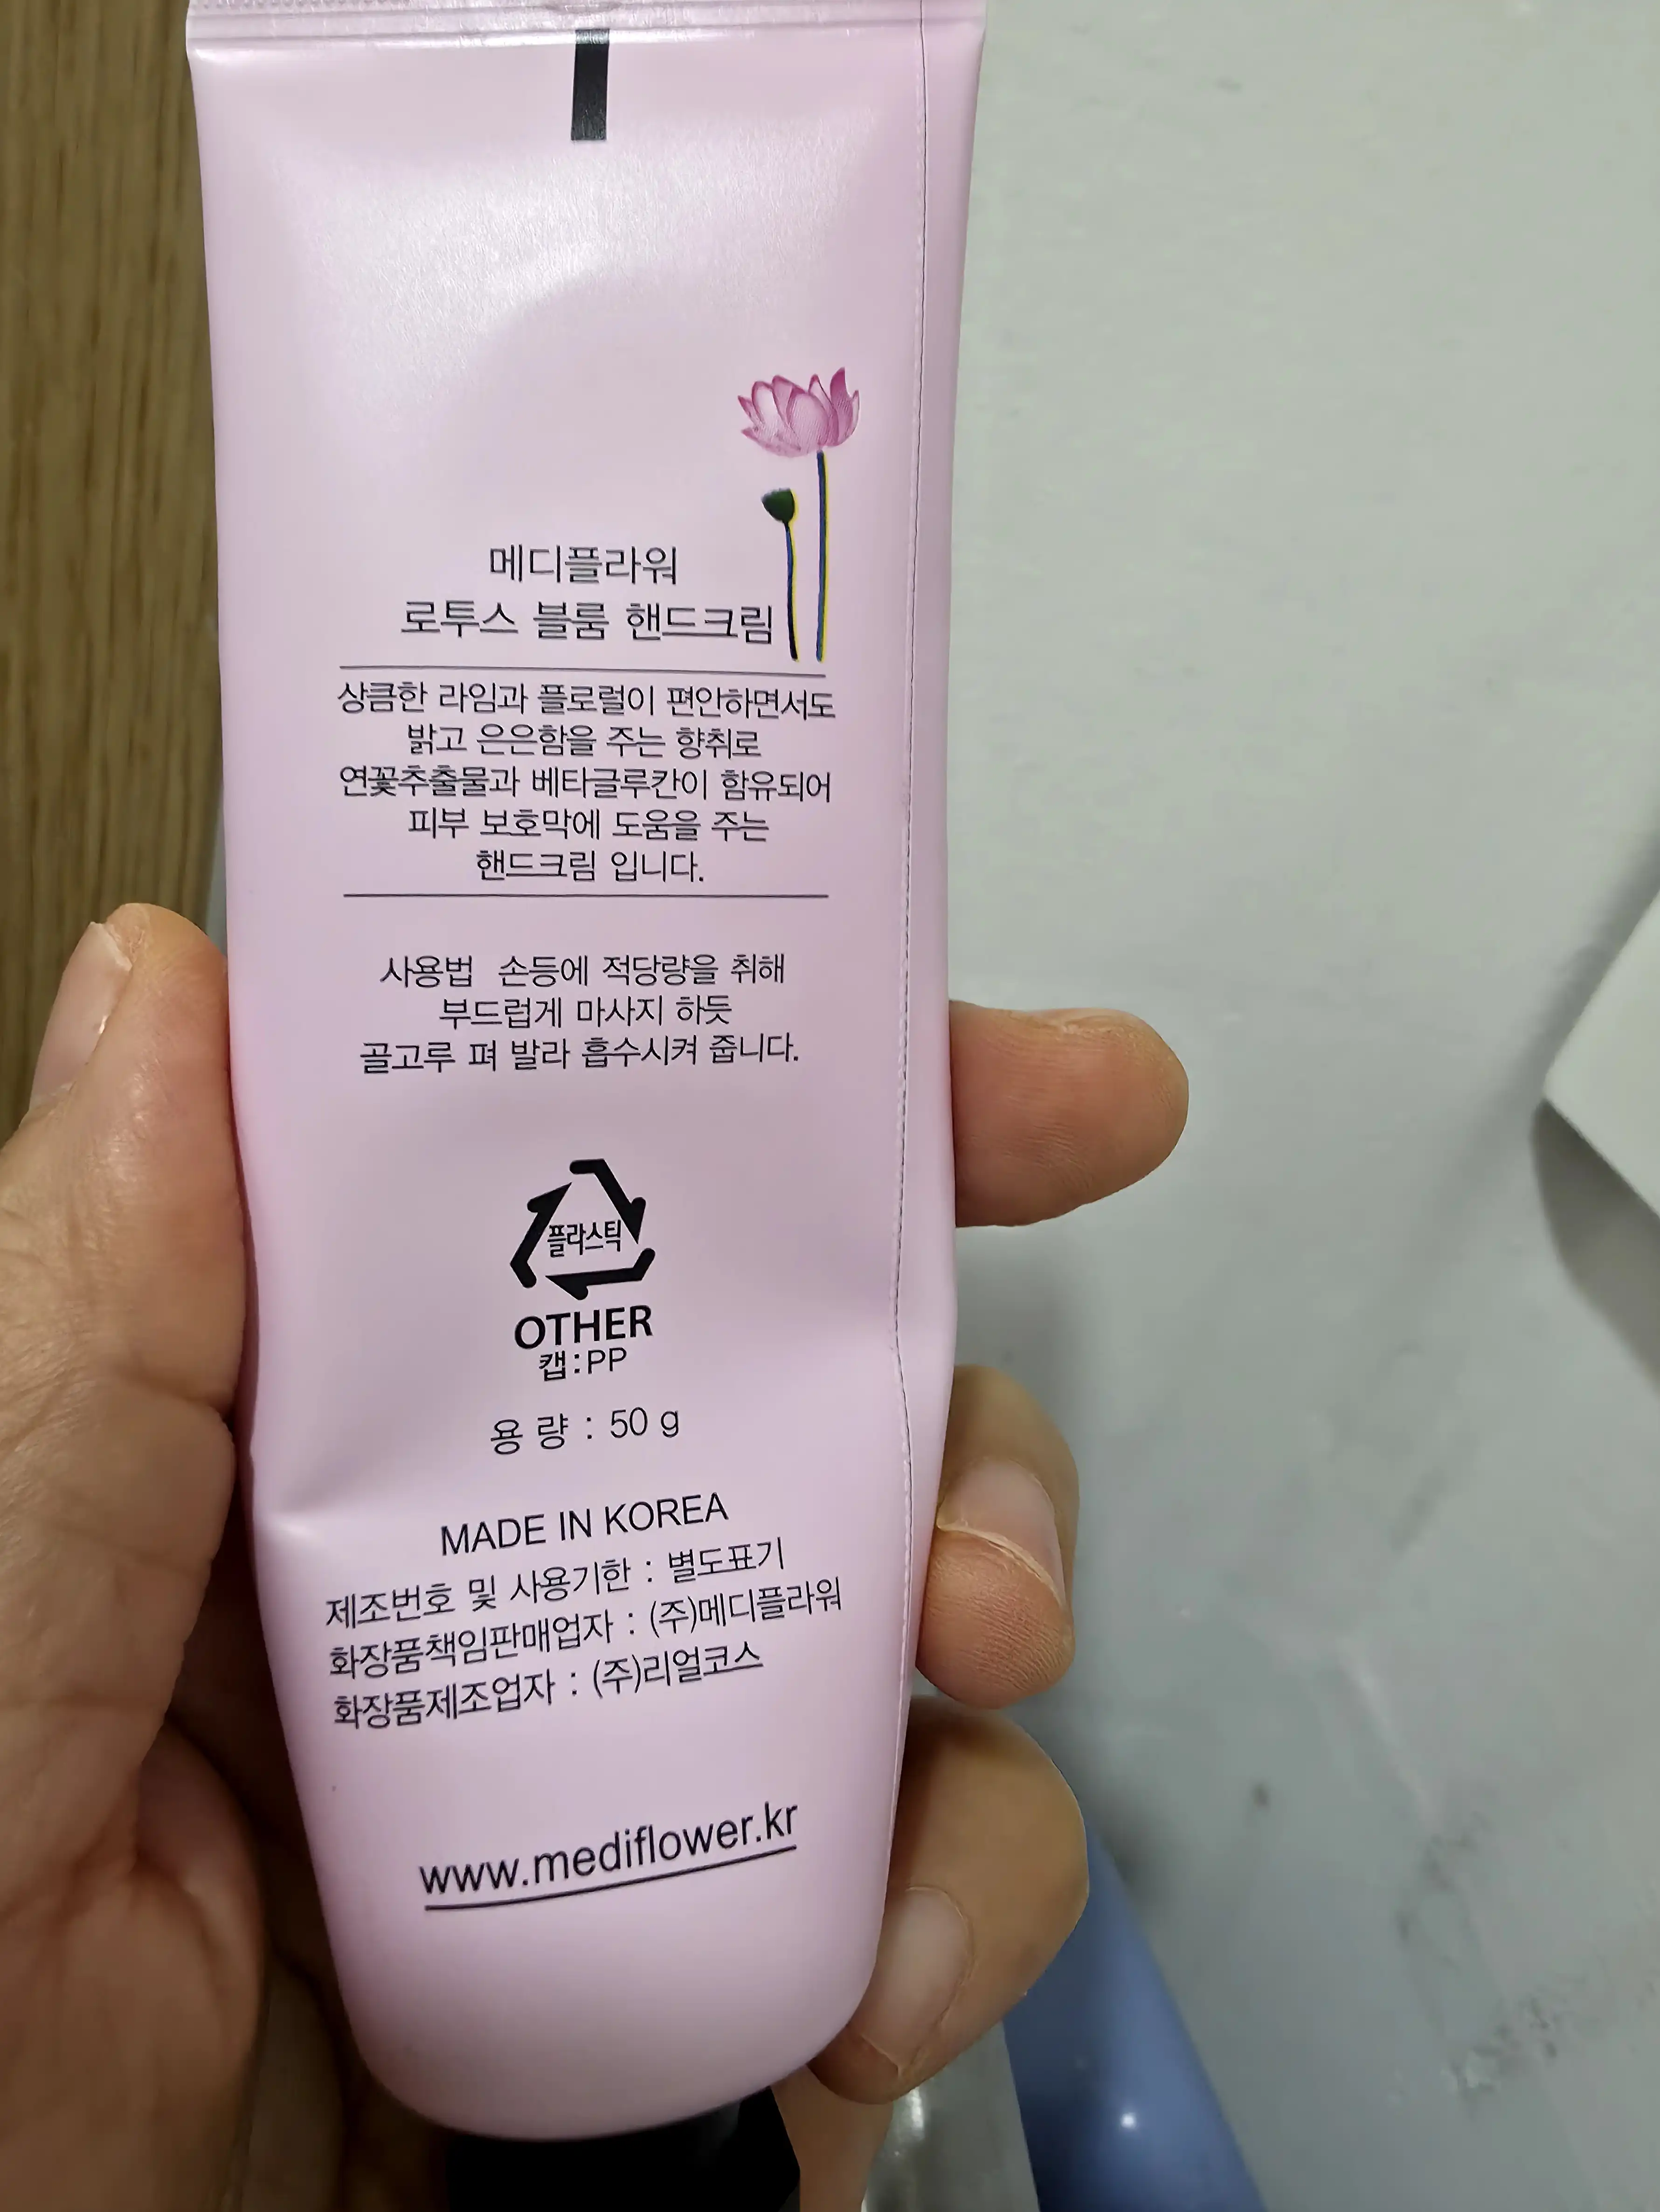 메디플라워
로투스 블룸 핸드크림
상큼한 라임과 플로럴이 편안하면서도
밝고 은은함을 주는 향취로
연꽃추출물과 베타글루칸이 함유되어
피부 보호막에 도움을 주는
핸드크림 입니다.
사용법 손등에 적당량을 취해
부드럽게 마사지 하듯
골고루 펴 발라 흡수시켜 줍니다.
플라스틱
OTHER
캡:PP
용 량 : 50 g
MADE IN KOREA
제조번호 및 사용기한 : 별도표기
화장품책임판매업자 : (주)메디플라워
화장품제조업자 : (주)리얼코스
www.mediflower.kr